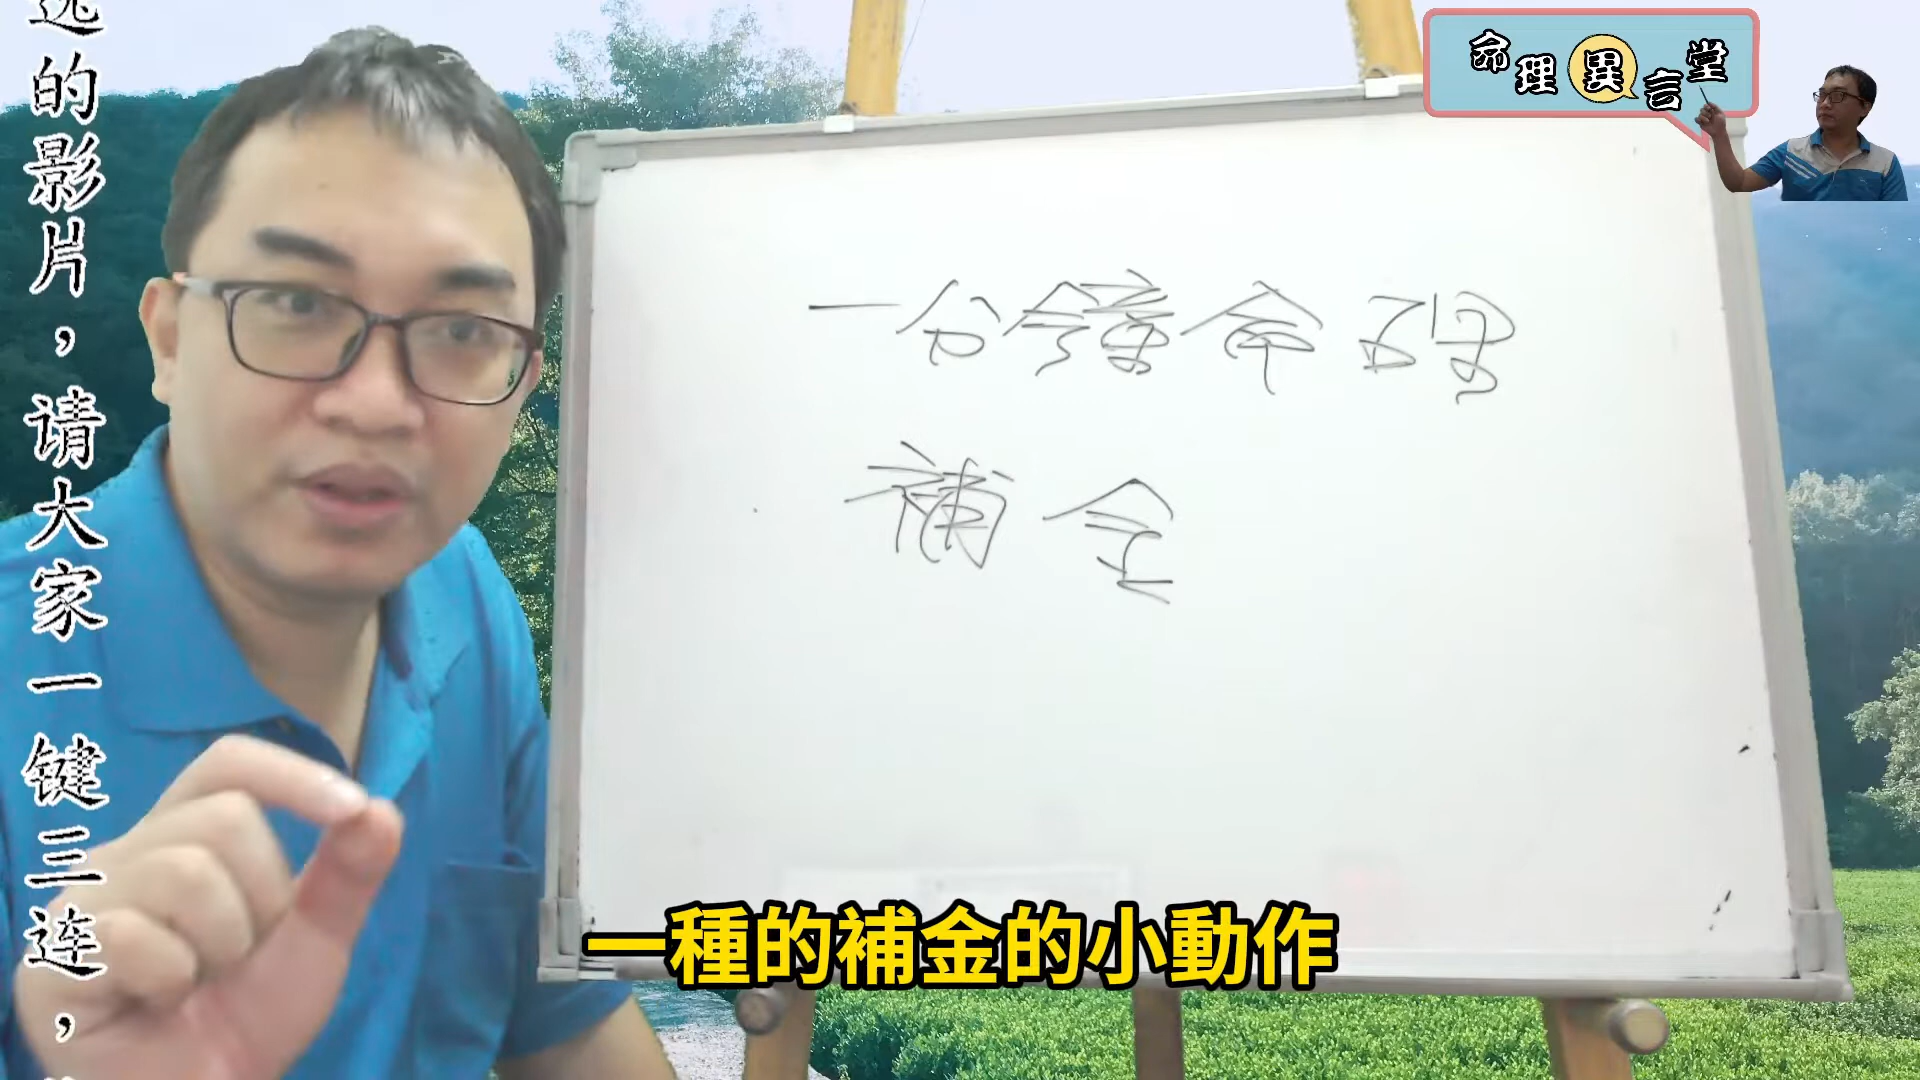 命理異言堂
的影片，请大家一键三连，
一分鐘命理
補金
一種的補金的小動作